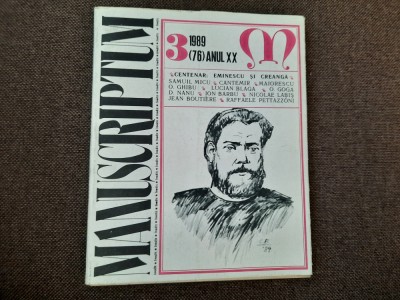 MANUSCRIPTUM
3 1989
(76) ANUL XX
M
CENTENAR: EMINESCU ȘI CREANGA
SAMUIL MICU CANTEMIR MAIORESCU
O. GHIBU LUCIAN BLAGA O. GOGA
D. NANU ION BARBU NICOLAE LABIȘ
JEAN BOUTIÈRE RAFFAELE PETTAZZONI